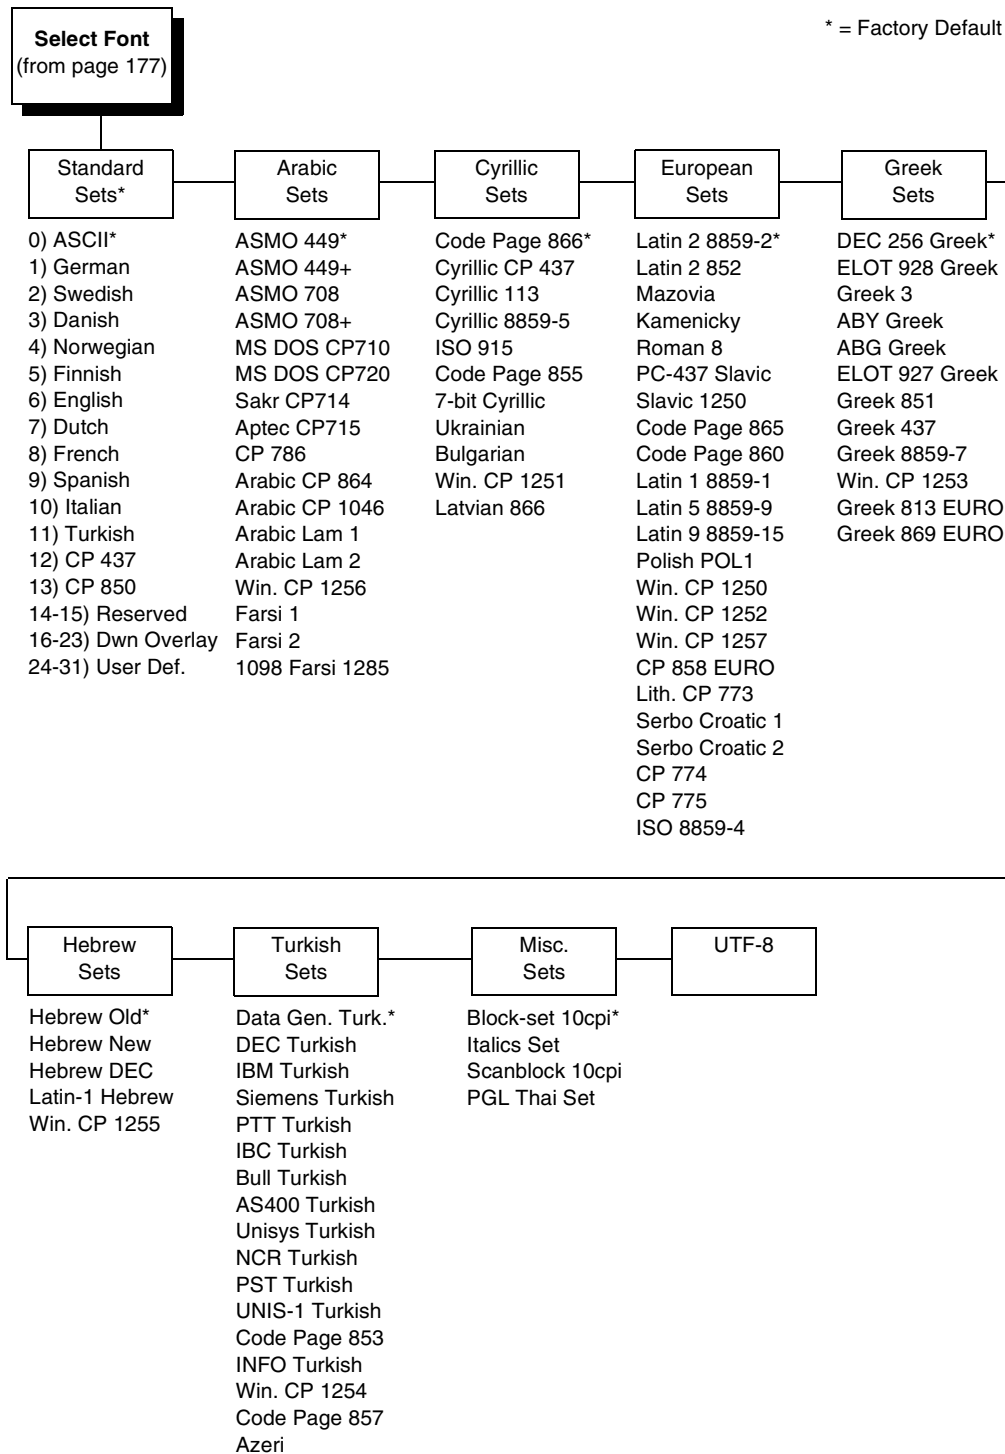 Select Font
(from page 177)
* = Factory Default
Standard
Sets*
0) ASCII*
1) German
2) Swedish
3) Danish
4) Norwegian
5) Finnish
6) English
7) Dutch
8) French
9) Spanish
10) Italian
11) Turkish
12) CP 437
13) CP 850
14-15) Reserved
16-23) Dwn Overlay
24-31) User Def.
Arabic
Sets
ASMO 449*
ASMO 449+
ASMO 708
ASMO 708+
MS DOS CP710
MS DOS CP720
Sakr CP714
Aptec CP715
CP 786
Arabic CP 864
Arabic CP 1046
Arabic Lam 1
Arabic Lam 2
Win. CP 1256
Farsi 1
Farsi 2
1098 Farsi 1285
Cyrillic
Sets
Code Page 866*
Cyrillic CP 437
Cyrillic 113
Cyrillic 8859-5
ISO 915
Code Page 855
7-bit Cyrillic
Ukrainian
Bulgarian
Win. CP 1251
Latvian 866
European
Sets
Latin 2 8859-2*
Latin 2 852
Mazovia
Kamenicky
Roman 8
PC-437 Slavic
Slavic 1250
Code Page 865
Code Page 860
Latin 1 8859-1
Latin 5 8859-9
Latin 9 8859-15
Polish POL1
Win. CP 1250
Win. CP 1252
Win. CP 1257
CP 858 EURO
Lith. CP 773
Serbo Croatic 1
Serbo Croatic 2
CP 774
CP 775
ISO 8859-4
Greek
Sets
DEC 256 Greek*
ELOT 928 Greek
Greek 3
ABY Greek
ABG Greek
ELOT 927 Greek
Greek 851
Greek 437
Greek 8859-7
Win. CP 1253
Greek 813 EURO
Greek 869 EURO
Hebrew
Sets
Hebrew Old*
Hebrew New
Hebrew DEC
Latin-1 Hebrew
Win. CP 1255
Turkish
Sets
Data Gen. Turk.*
DEC Turkish
IBM Turkish
Siemens Turkish
PTT Turkish
IBC Turkish
Bull Turkish
AS400 Turkish
Unisys Turkish
NCR Turkish
PST Turkish
UNIS-1 Turkish
Code Page 853
INFO Turkish
Win. CP 1254
Code Page 857
Azeri
Misc.
Sets
Block-set 10cpi*
Italics Set
Scanblock 10cpi
PGL Thai Set
UTF-8